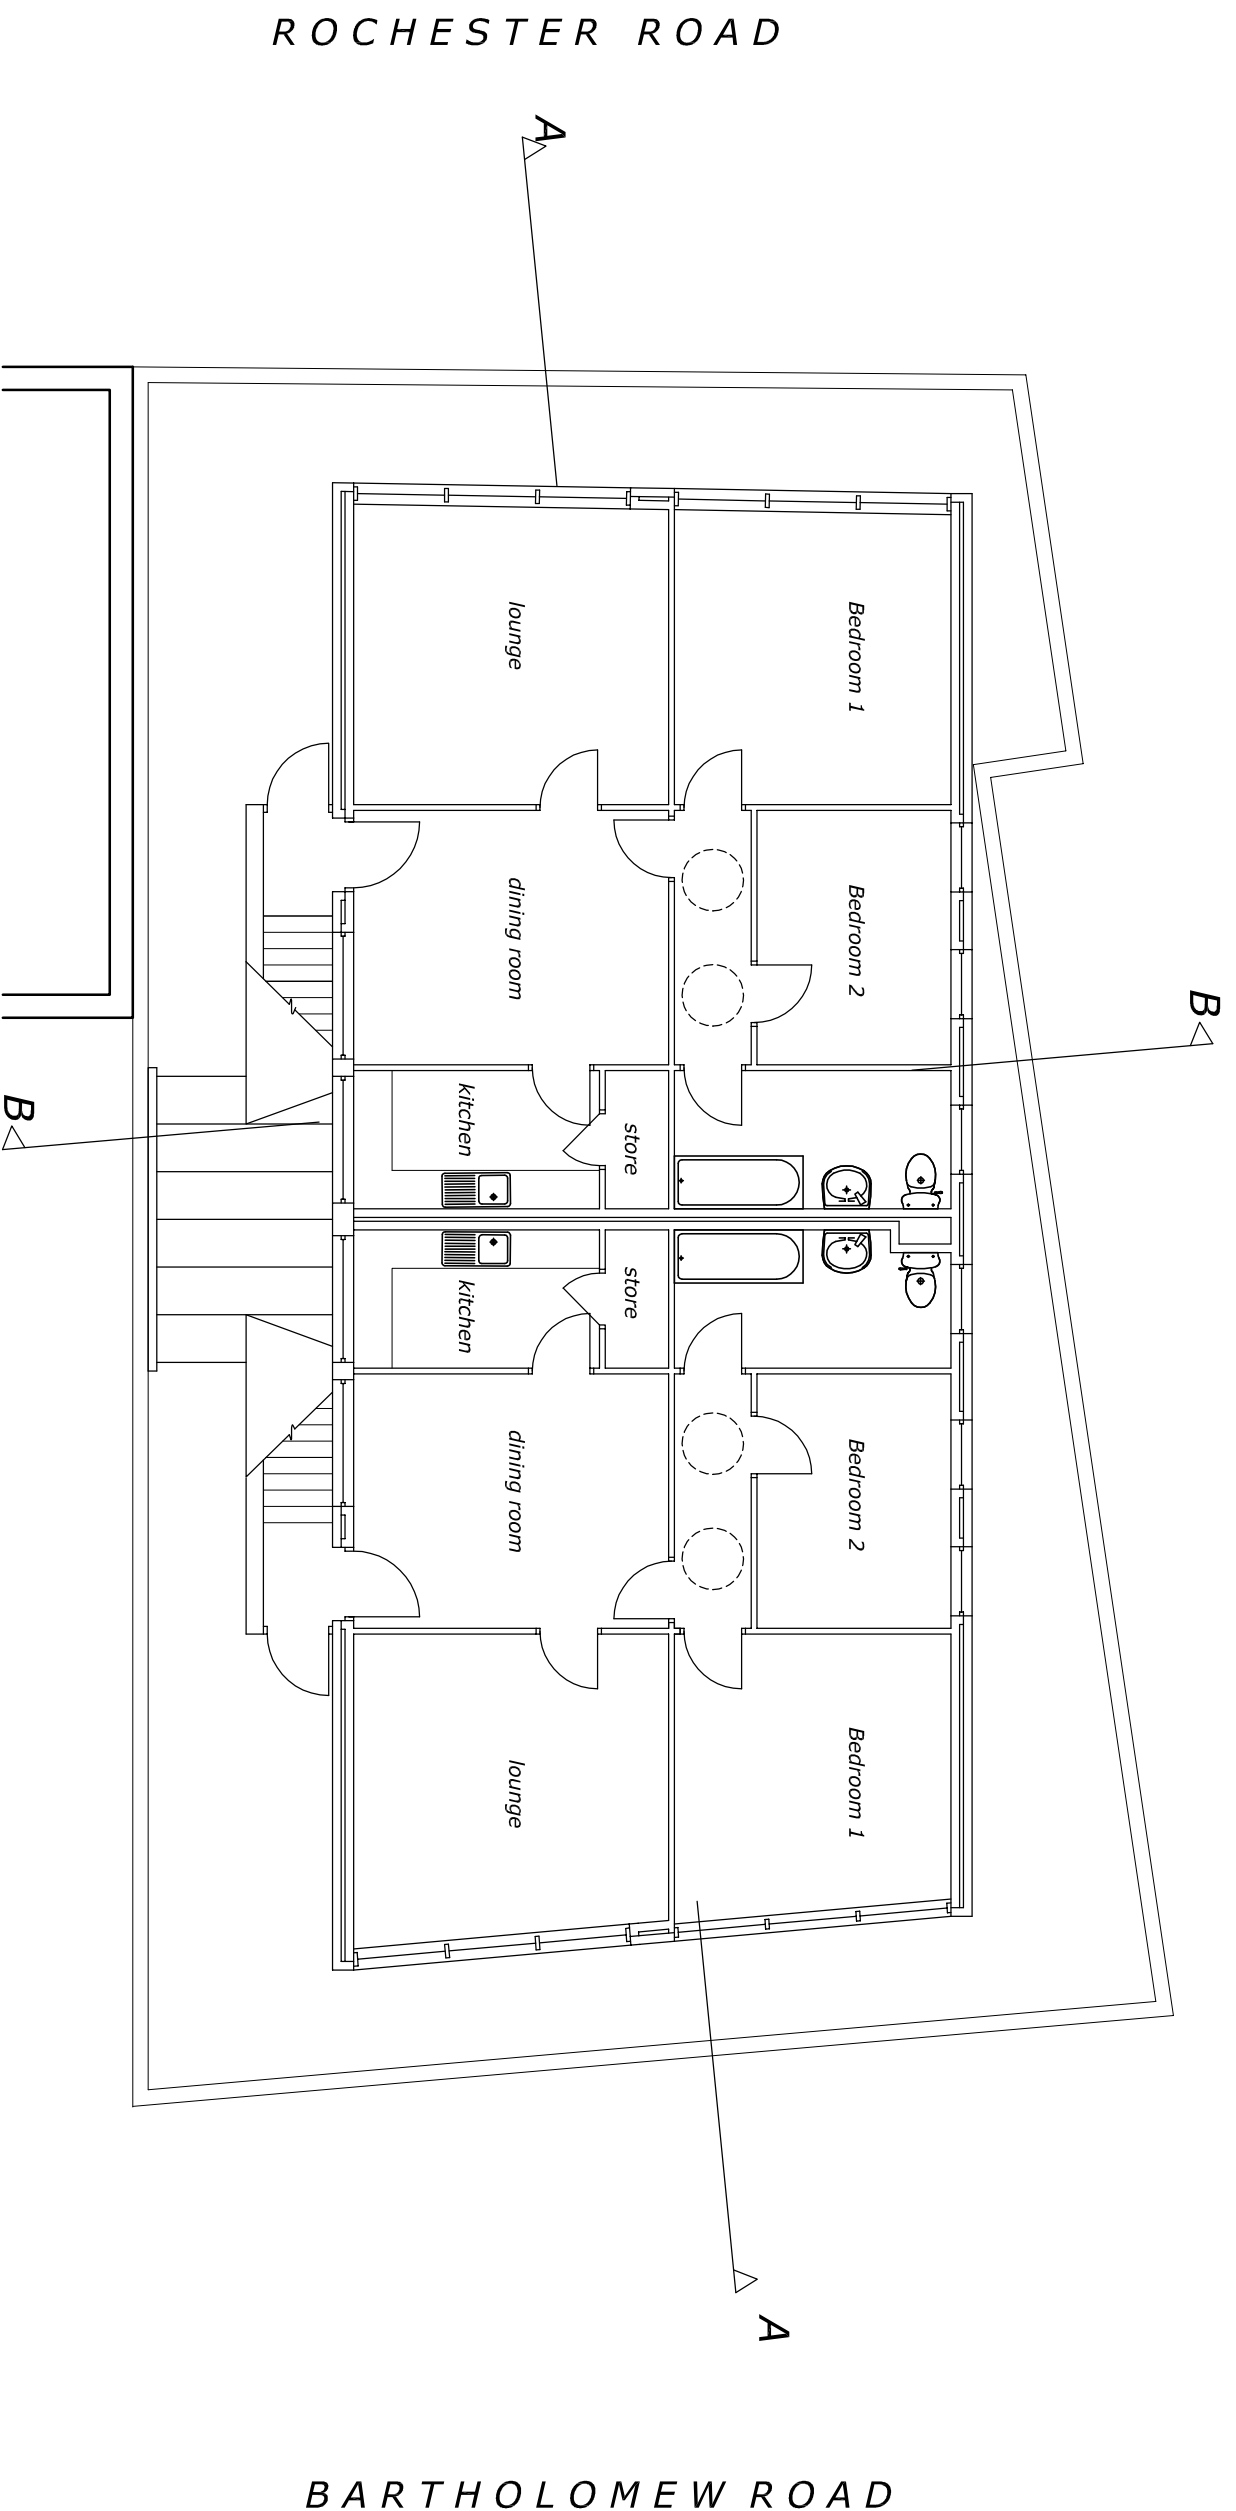 ROCHESTER ROAD
A
lounge
Bedroom 1
dining room
Bedroom 2
B
B
kitchen
store
kitchen
store
dining room
Bedroom 2
lounge
Bedroom 1
A
BARTHOLOMEW ROAD